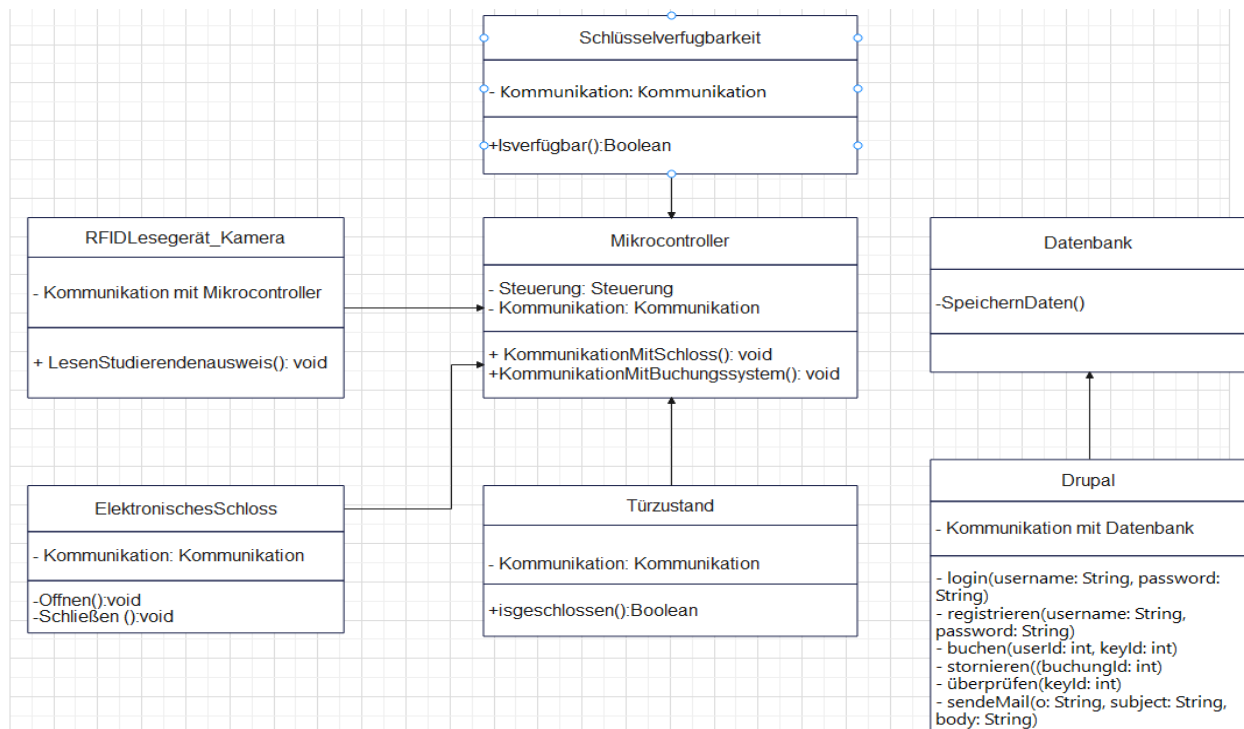 Schlüsselverfugbarkeit
- Kommunikation: Kommunikation
+Isverfügbar():Boolean
RFIDLesegerät_Kamera
- Kommunikation mit Mikrocontroller
+ LesenStudierendenausweis(): void
Mikrocontroller
- Steuerung: Steuerung
- Kommunikation: Kommunikation
+ KommunikationMitSchloss(): void
+KommunikationMitBuchungssystem(): void
Datenbank
-SpeichernDaten()
ElektronischesSchloss
- Kommunikation: Kommunikation
-Offnen():void
-Schließen ():void
Türzustand
- Kommunikation: Kommunikation
+isgeschlossen():Boolean
Drupal
- Kommunikation mit Datenbank
- login(username: String, password:
String)
- registrieren(username: String,
password: String)
- buchen(userId: int, keyId: int)
- stornieren((buchungId: int)
- überprüfen(keyId: int)
- sendeMail(o: String, subject: String,
body: String)